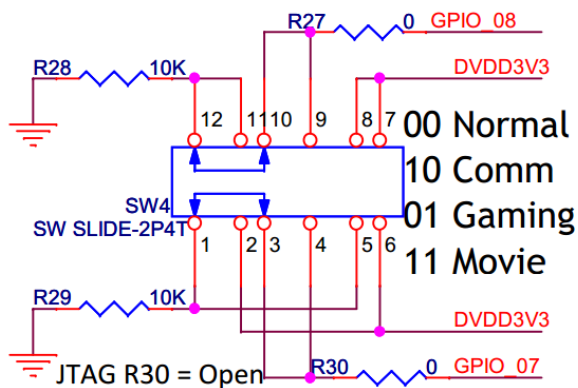 R27 0 GPIO_08
R28 10K DVDD3V3
12 11 10 9 8 7
00 Normal
10 Comm
SW4
01 Gaming
SW SLIDE-2P4T
1 2 3 4 5 6
11 Movie
R29 10K
DVDD3V3
JTAG R30 = Open
R30 0 GPIO_07